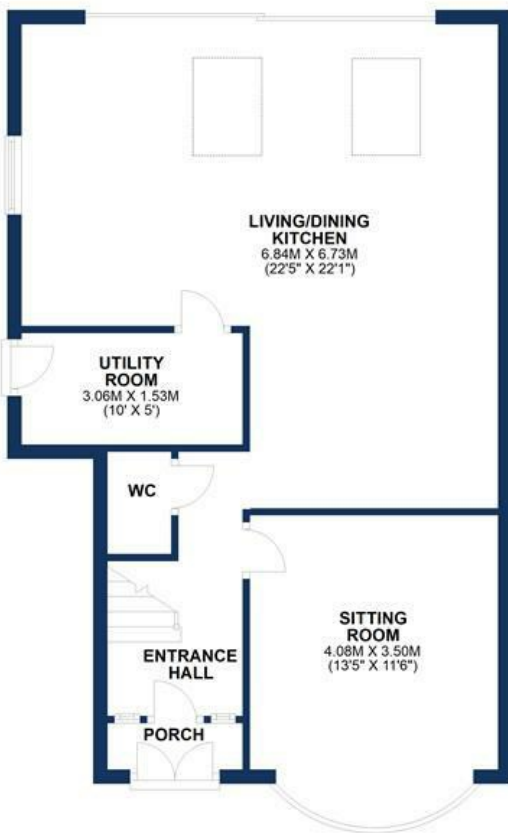 LIVING/DINING
KITCHEN
6.84M X 6.73M
(22'5" X 22'1")
UTILITY
ROOM
3.06M X 1.53M
(10' X 5')
WC
SITTING
ROOM
4.08M X 3.50M
(13'5" X 11'6")
ENTRANCE
HALL
PORCH